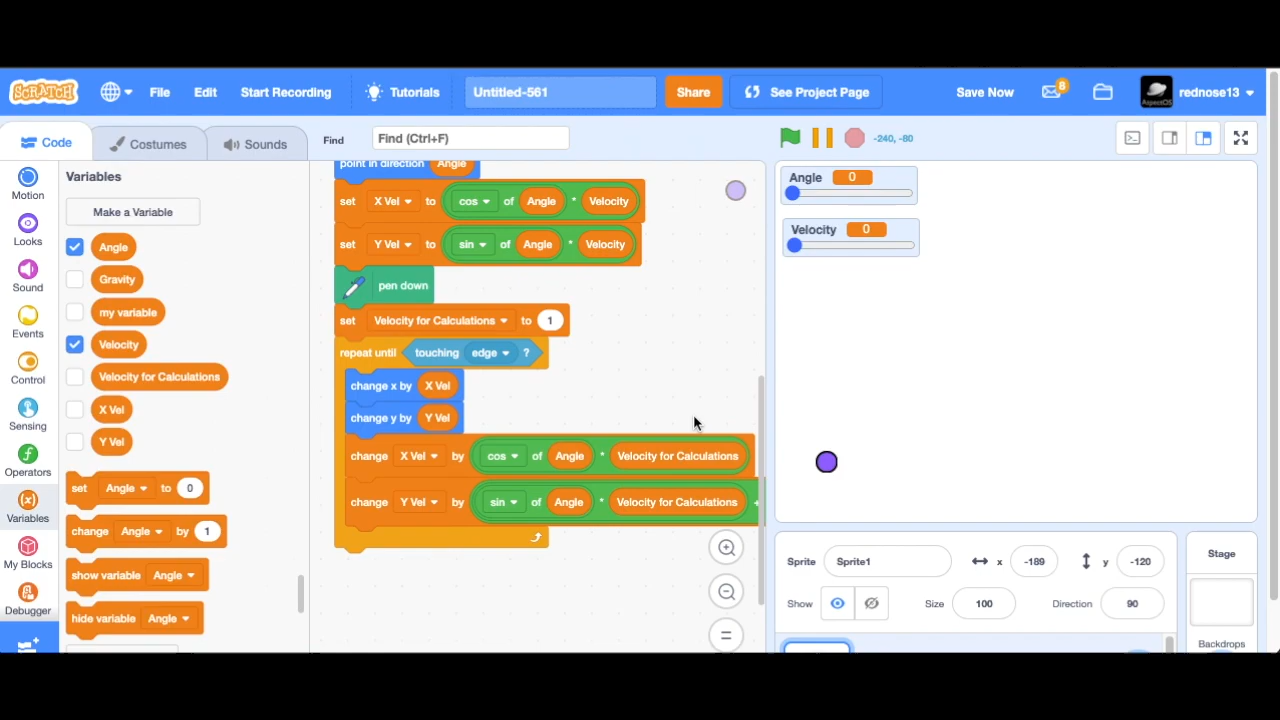 SCRATCH File Edit Start Recording Tutorials Untitled-561 Share See Project Page Save Now 8 AspectOS rednose13
Code Costumes Sounds Find Find (Ctrl+F) -240, -80
Motion
Looks
Sound
Events
Control
Sensing
Operators
Variables
My Blocks
Debugger
Variables
Make a Variable
Angle
Gravity
my variable
Velocity
Velocity for Calculations
X Vel
Y Vel
set Angle to 0
change Angle by 1
show variable Angle
hide variable Angle
point in direction Angle
set X Vel to cos of Angle * Velocity
set Y Vel to sin of Angle * Velocity
pen down
set Velocity for Calculations to 1
repeat until touching edge ?
change x by X Vel
change y by Y Vel
change X Vel by cos of Angle * Velocity for Calculations
change Y Vel by sin of Angle * Velocity for Calculations +
Angle 0
Velocity 0
Sprite Sprite1 x -189 y -120
Show Size 100 Direction 90
Stage
Backdrops